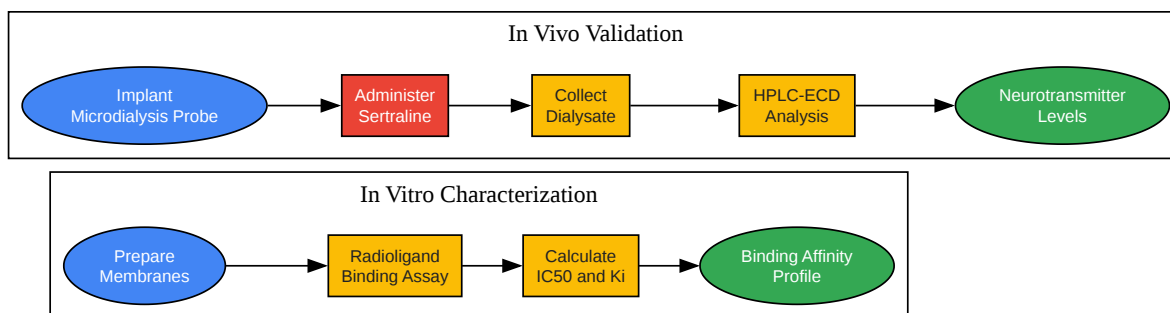 In Vivo Validation
Implant
Microdialysis Probe
Administer
Sertraline
Collect
Dialysate
HPLC-ECD
Analysis
Neurotransmitter
Levels
In Vitro Characterization
Prepare
Membranes
Radioligand
Binding Assay
Calculate
IC50 and Ki
Binding Affinity
Profile